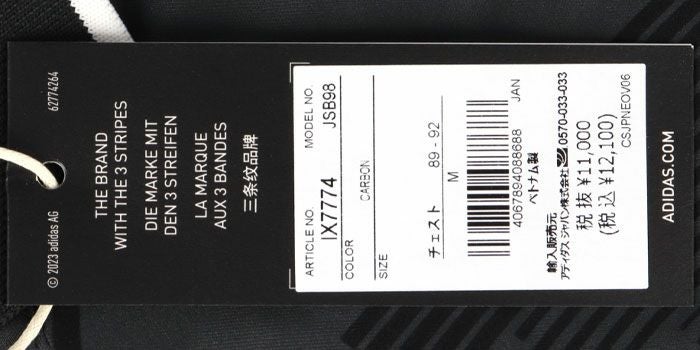 62774264
© 2023 adidas AG
THE BRAND
WITH THE 3 STRIPES
DIE MARKE MIT
DEN 3 STREIFEN
LA MARQUE
AUX 3 BANDES
三条纹品牌
ARTICLE NO. MODEL NO.
IX7774 JSB98
COLOR CARBON
SIZE
チェスト 89 - 92
M
JAN
4067894088688
ベトナム製
輸入販売元
アディダス ジャパン株式会社 0570-033-033
税抜 ¥11,000
(税込 ¥12,100)
CSJPNEOV06
ADIDAS.COM